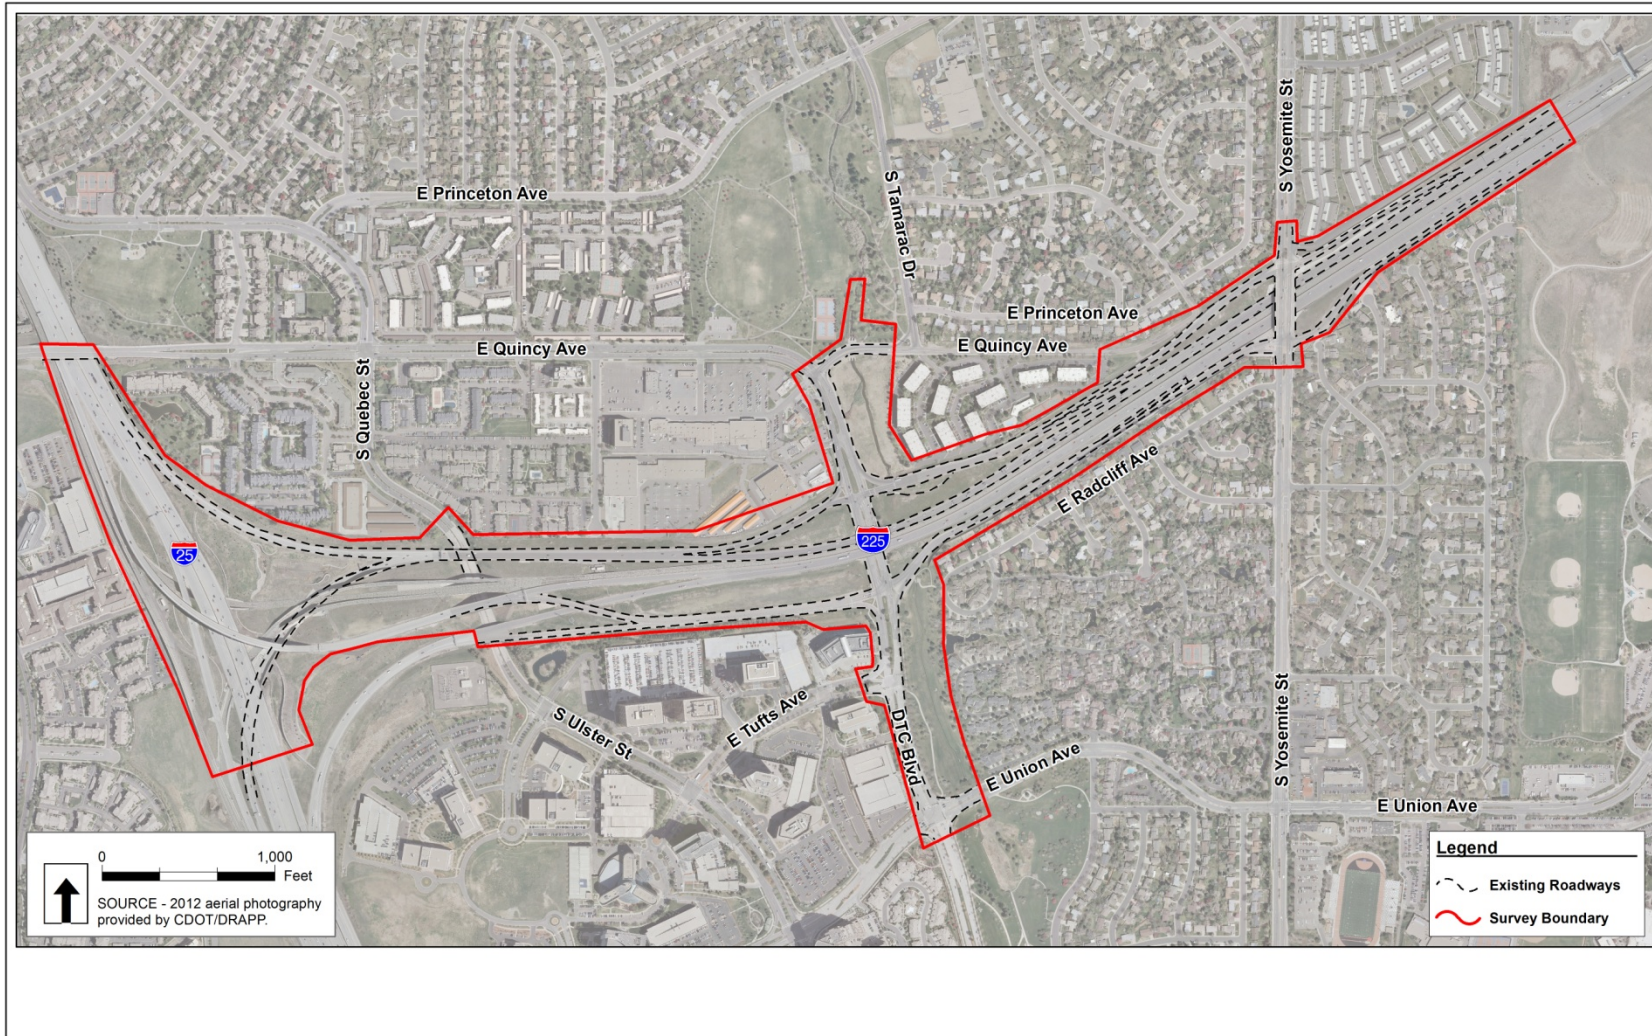 S Yosemite St
E Princeton Ave
S Tamarac Dr
E Princeton Ave
E Quincy Ave
E Quincy Ave
S Quebec St
E Radcliff Ave
225
25
S Yosemite St
E Tufts Ave
S Ulster St
DTC Blvd
E Union Ave
E Union Ave
0 1,000
Feet
SOURCE - 2012 aerial photography
provided by CDOT/DRAPP.
Legend
Existing Roadways
Survey Boundary